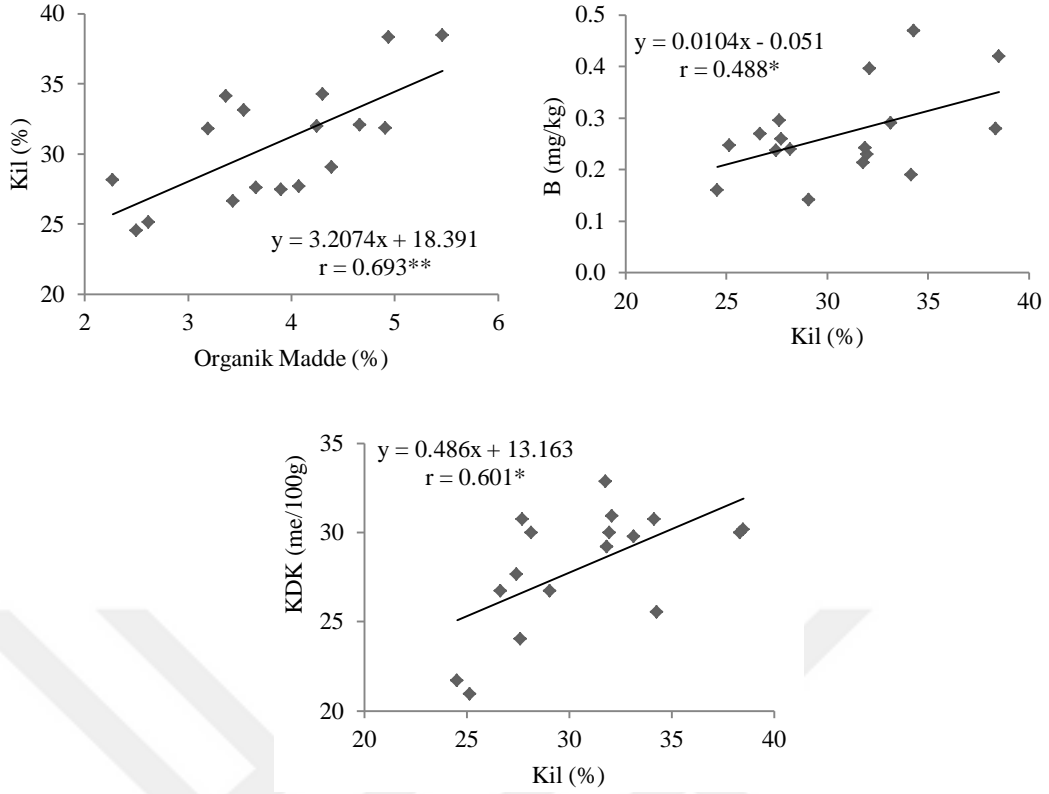 40
35
30
25
20
Kil (%)
y = 3.2074x + 18.391
r = 0.693**
2 3 4 5 6
Organik Madde (%)
0.5
0.4
0.3
0.2
0.1
0.0
B (mg/kg)
y = 0.0104x - 0.051
r = 0.488*
20 25 30 35 40
Kil (%)
35
30
25
20
KDK (me/100g)
y = 0.486x + 13.163
r = 0.601*
20 25 30 35 40
Kil (%)